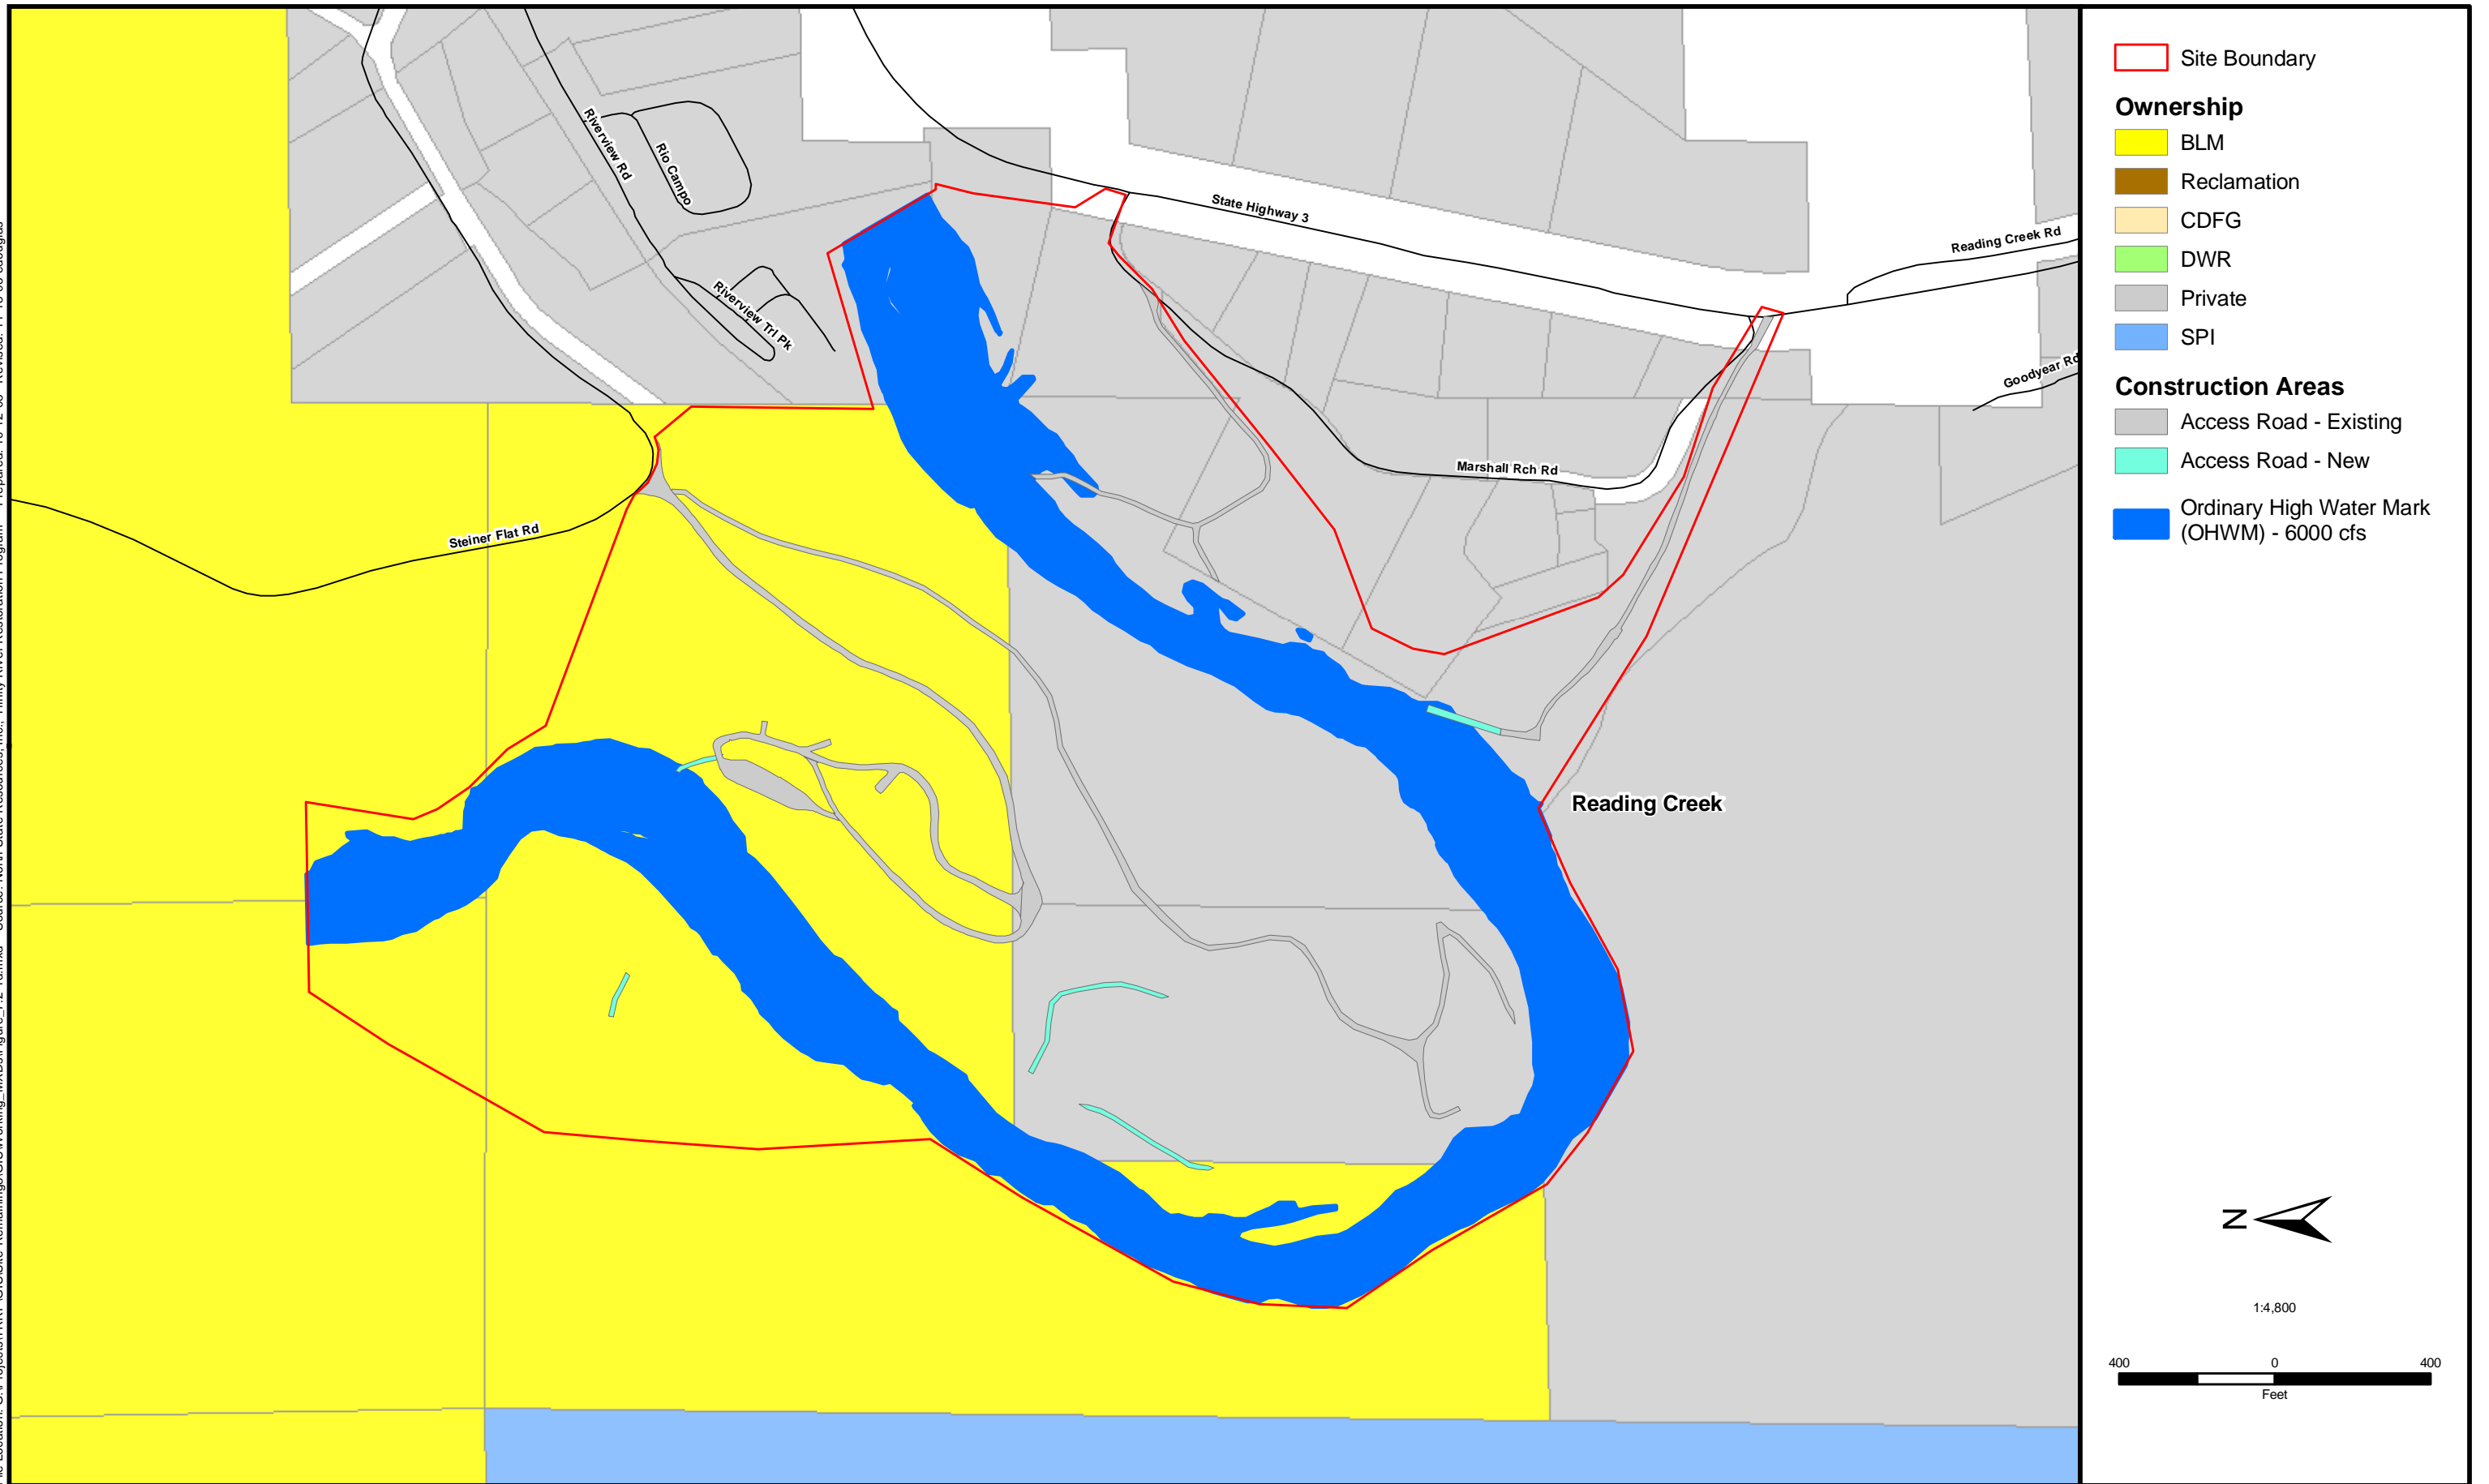 Site Boundary
Ownership
BLM
Reclamation
CDFG
DWR
Private
SPI
Construction Areas
Access Road - Existing
Access Road - New
Ordinary High Water Mark
(OHWM) - 6000 cfs
Riverview Rd
Rio Campo
Riverview Trl Pk
State Highway 3
Reading Creek Rd
Goodyear Rd
Marshall Rch Rd
Steiner Flat Rd
Reading Creek
N
1:4,800
400 0 400
Feet